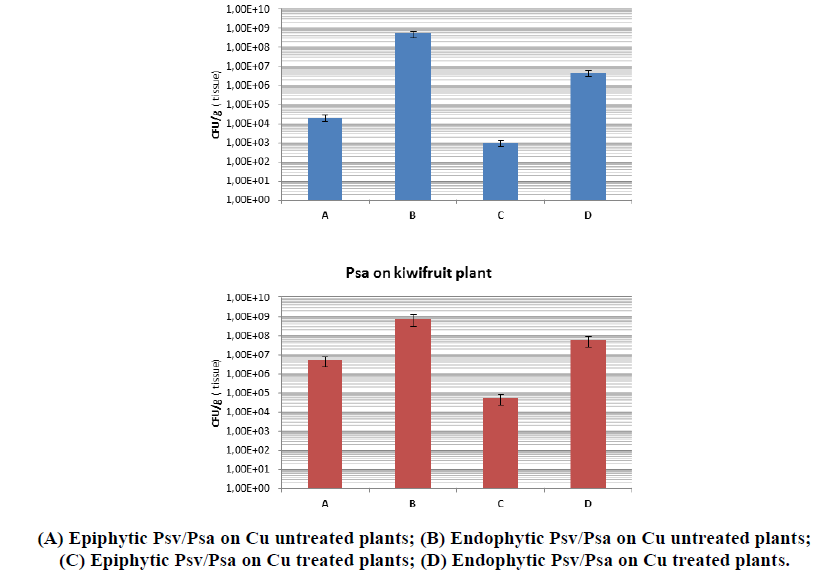 1,00E+10
1,00E+09
1,00E+08
1,00E+07
1,00E+06
1,00E+05
1,00E+04
1,00E+03
1,00E+02
1,00E+01
1,00E+00
CFU/g ( tissue)
A B C D
Psa on kiwifruit plant
1,00E+10
1,00E+09
1,00E+08
1,00E+07
1,00E+06
1,00E+05
1,00E+04
1,00E+03
1,00E+02
1,00E+01
1,00E+00
CFU/g ( tissue)
A B C D
(A) Epiphytic Psv/Psa on Cu untreated plants; (B) Endophytic Psv/Psa on Cu untreated plants;
(C) Epiphytic Psv/Psa on Cu treated plants; (D) Endophytic Psv/Psa on Cu treated plants.